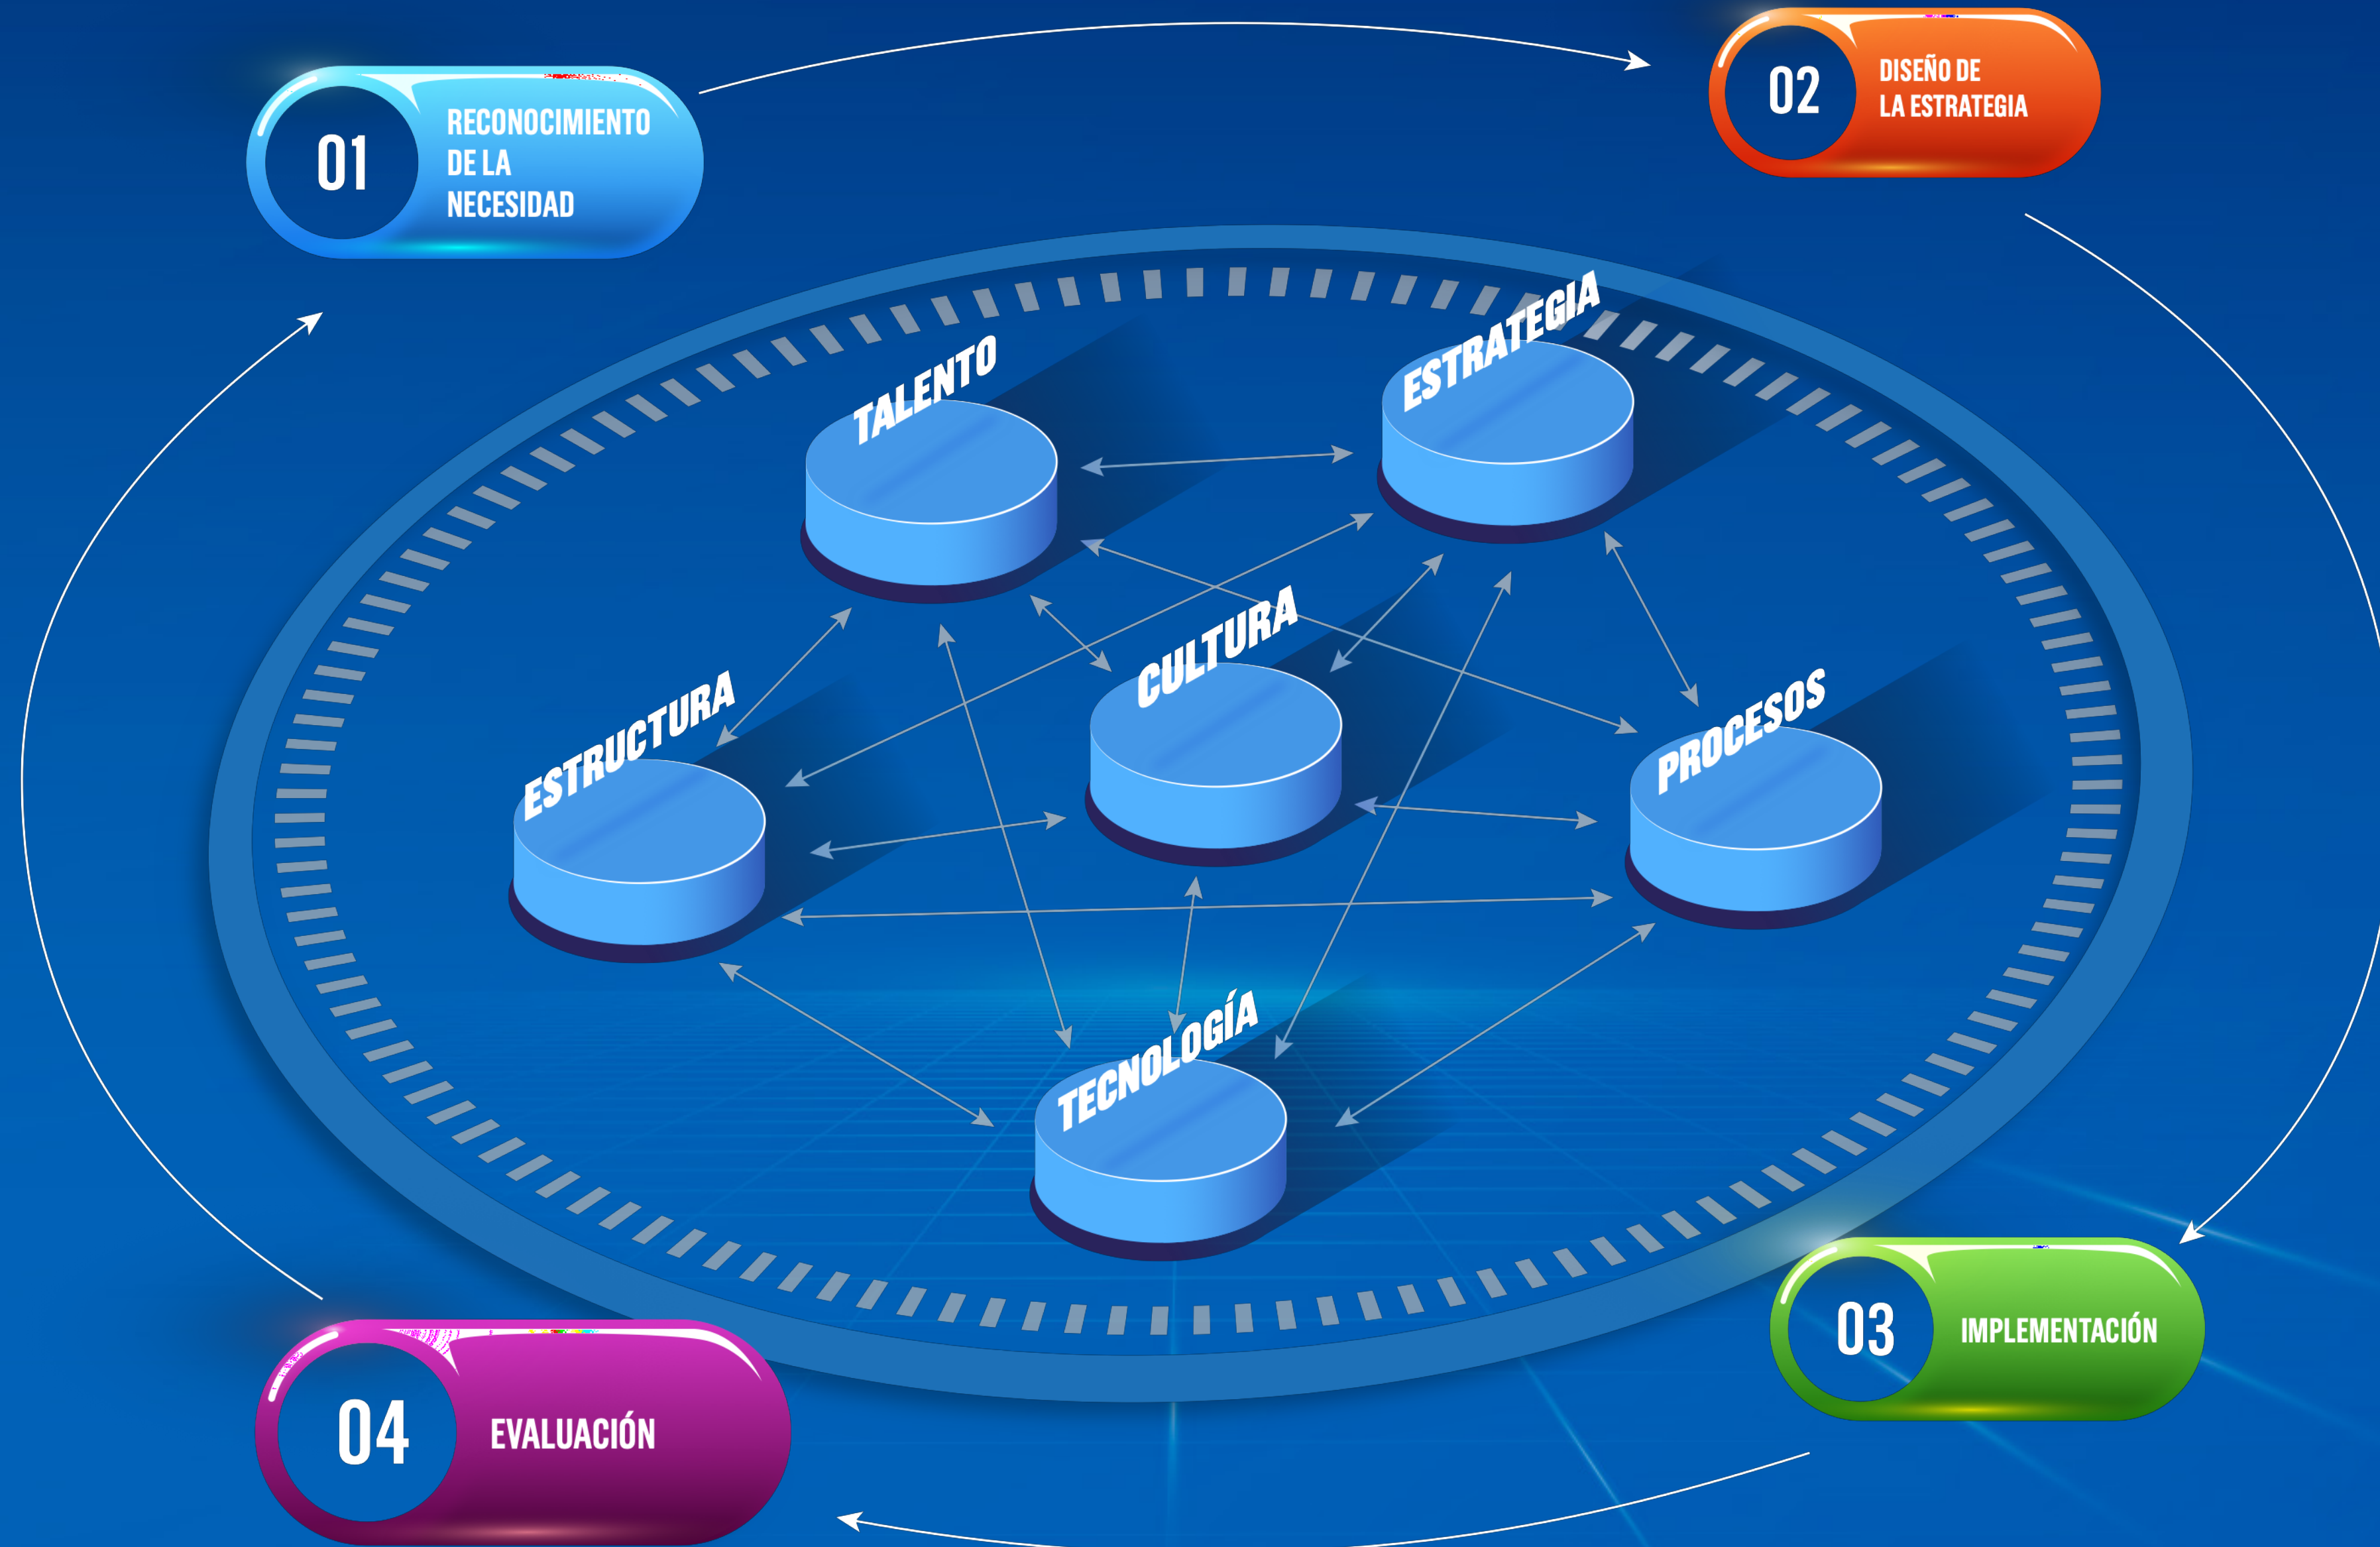 01
RECONOCIMIENTO
DE LA
NECESIDAD
02
DISEÑO DE
LA ESTRATEGIA
TALENTO
ESTRATEGIA
CULTURA
ESTRUCTURA
PROCESOS
TECNOLOGÍA
03
IMPLEMENTACIÓN
04
EVALUACIÓN